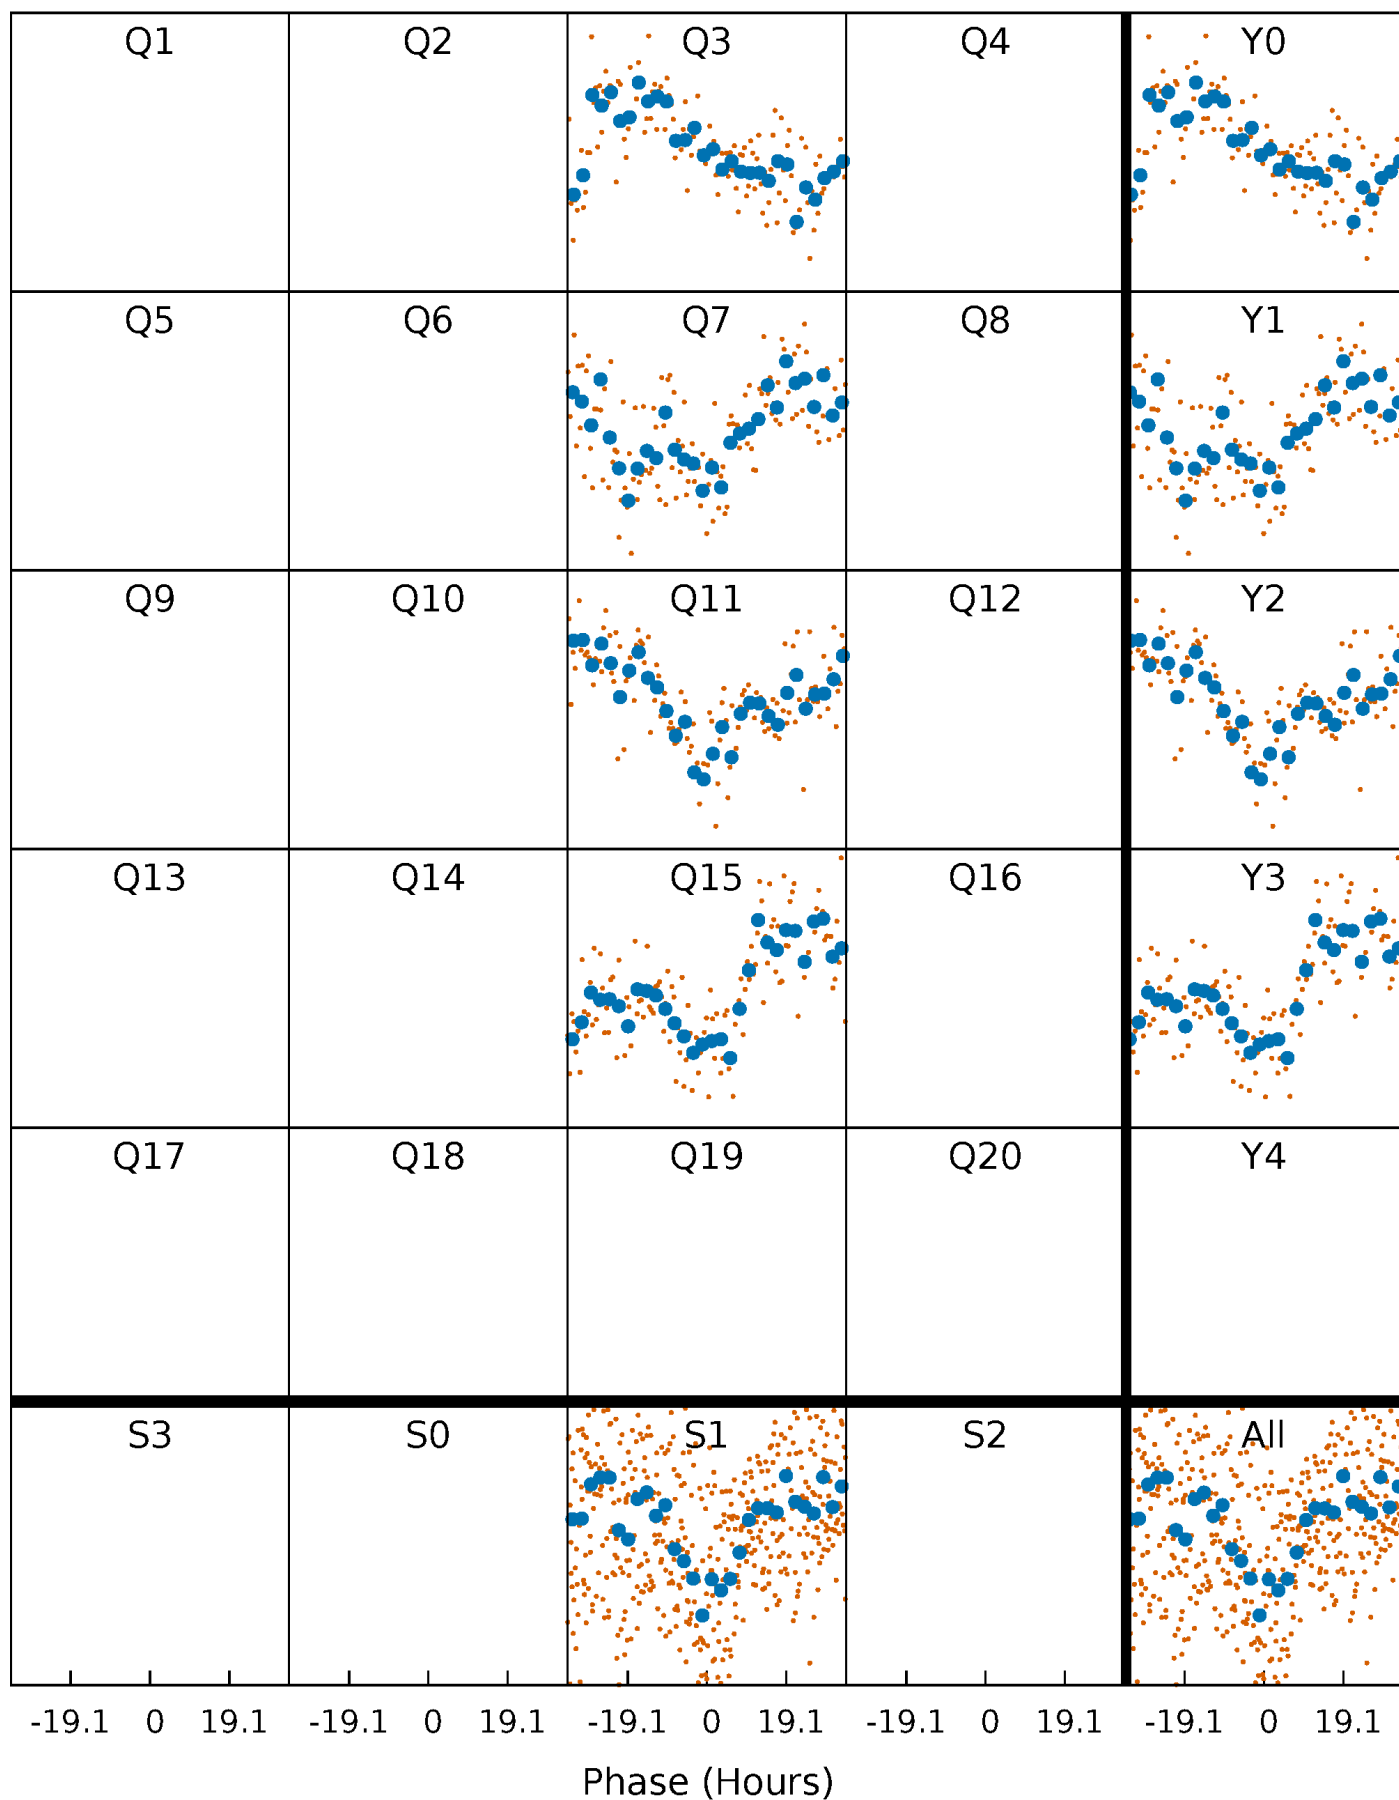 Q1 Q2 Q3 Q4 Y0
Q5 Q6 Q7 Q8 Y1
Q9 Q10 Q11 Q12 Y2
Q13 Q14 Q15 Q16 Y3
Q17 Q18 Q19 Q20 Y4
S3 S0 S1 S2 All
-19.1 0 19.1 -19.1 0 19.1 -19.1 0 19.1 -19.1 0 19.1 -19.1 0 19.1
Phase (Hours)